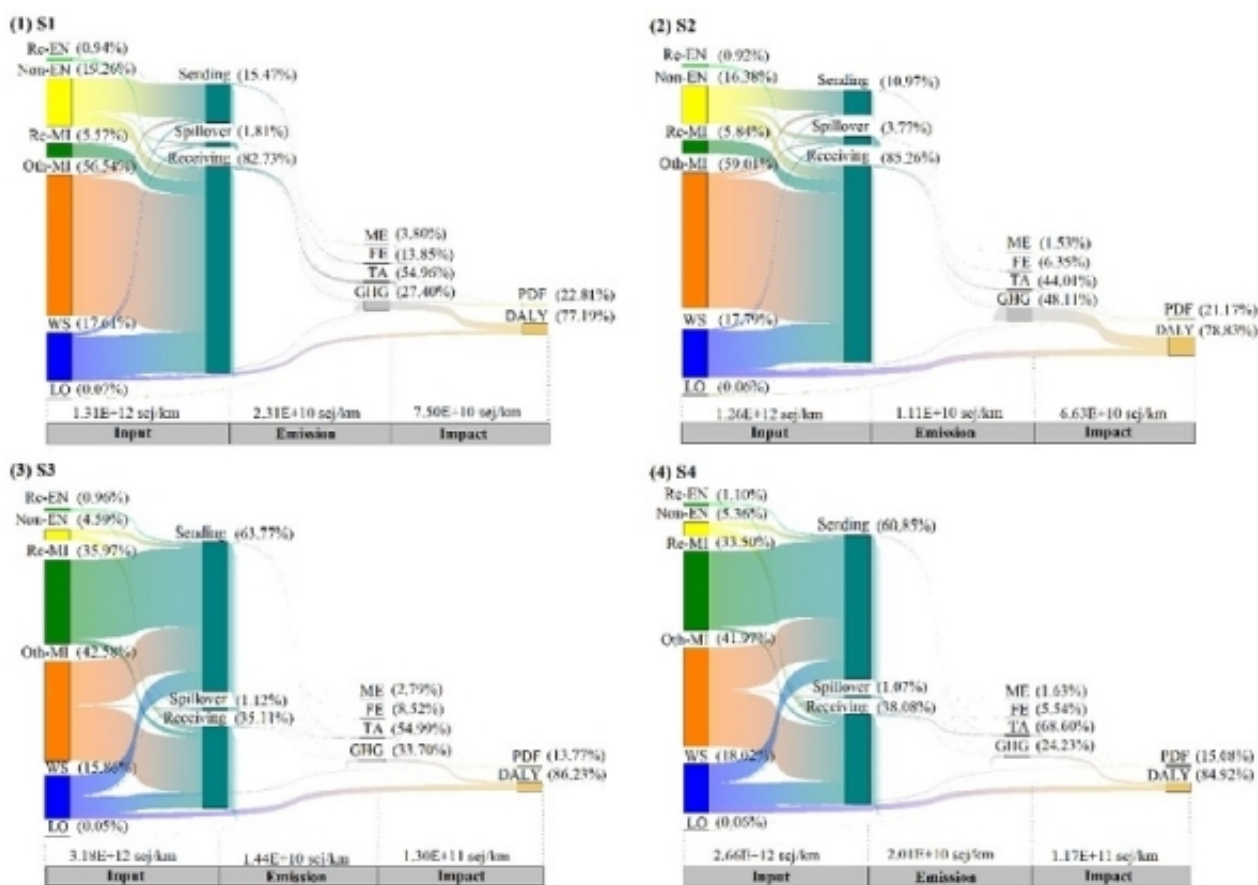 (1) S1
Re-EN (0.94%)
Non-EN (19.26%)
Re-MI (5.57%)
Oth-MI (56.54%)
WS (17.61%)
LO (0.07%)
Sending (15.47%)
Spillover (1.81%)
Receiving (82.73%)
ME (3.80%)
FE (13.85%)
TA (54.96%)
GHG (27.40%)
PDF (22.81%)
DALY (77.19%)
1.31E+12 sej/km 2.31E+10 sej/km 7.50E+10 sej/km
Input Emission Impact
(2) S2
Re-EN (0.92%)
Non-EN (16.38%)
Re-MI (5.84%)
Oth-MI (59.01%)
WS (17.79%)
LO (0.06%)
Sending (10.97%)
Spillover (3.77%)
Receiving (85.26%)
ME (1.53%)
FE (6.35%)
TA (44.01%)
GHG (48.11%)
PDF (21.17%)
DALY (78.83%)
1.26E+12 sej/km 1.11E+10 sej/km 6.63E+10 sej/km
Input Emission Impact
(3) S3
Re-EN (0.96%)
Non-EN (4.59%)
Re-MI (35.97%)
Oth-MI (42.58%)
WS (15.86%)
LO (0.05%)
Sending (63.77%)
Spillover (1.12%)
Receiving (35.11%)
ME (2.79%)
FE (8.52%)
TA (54.99%)
GHG (33.70%)
PDF (13.77%)
DALY (86.23%)
3.18E+12 sej/km 1.44E+10 sej/km 1.30E+11 sej/km
Input Emission Impact
(4) S4
Re-EN (1.10%)
Non-EN (5.36%)
Re-MI (33.50%)
Oth-MI (41.97%)
WS (18.02%)
LO (0.05%)
Sending (60.85%)
Spillover (1.07%)
Receiving (38.08%)
ME (1.63%)
FE (5.54%)
TA (68.60%)
GHG (24.23%)
PDF (15.08%)
DALY (84.92%)
2.66E+12 sej/km 2.01E+10 sej/km 1.17E+11 sej/km
Input Emission Impact